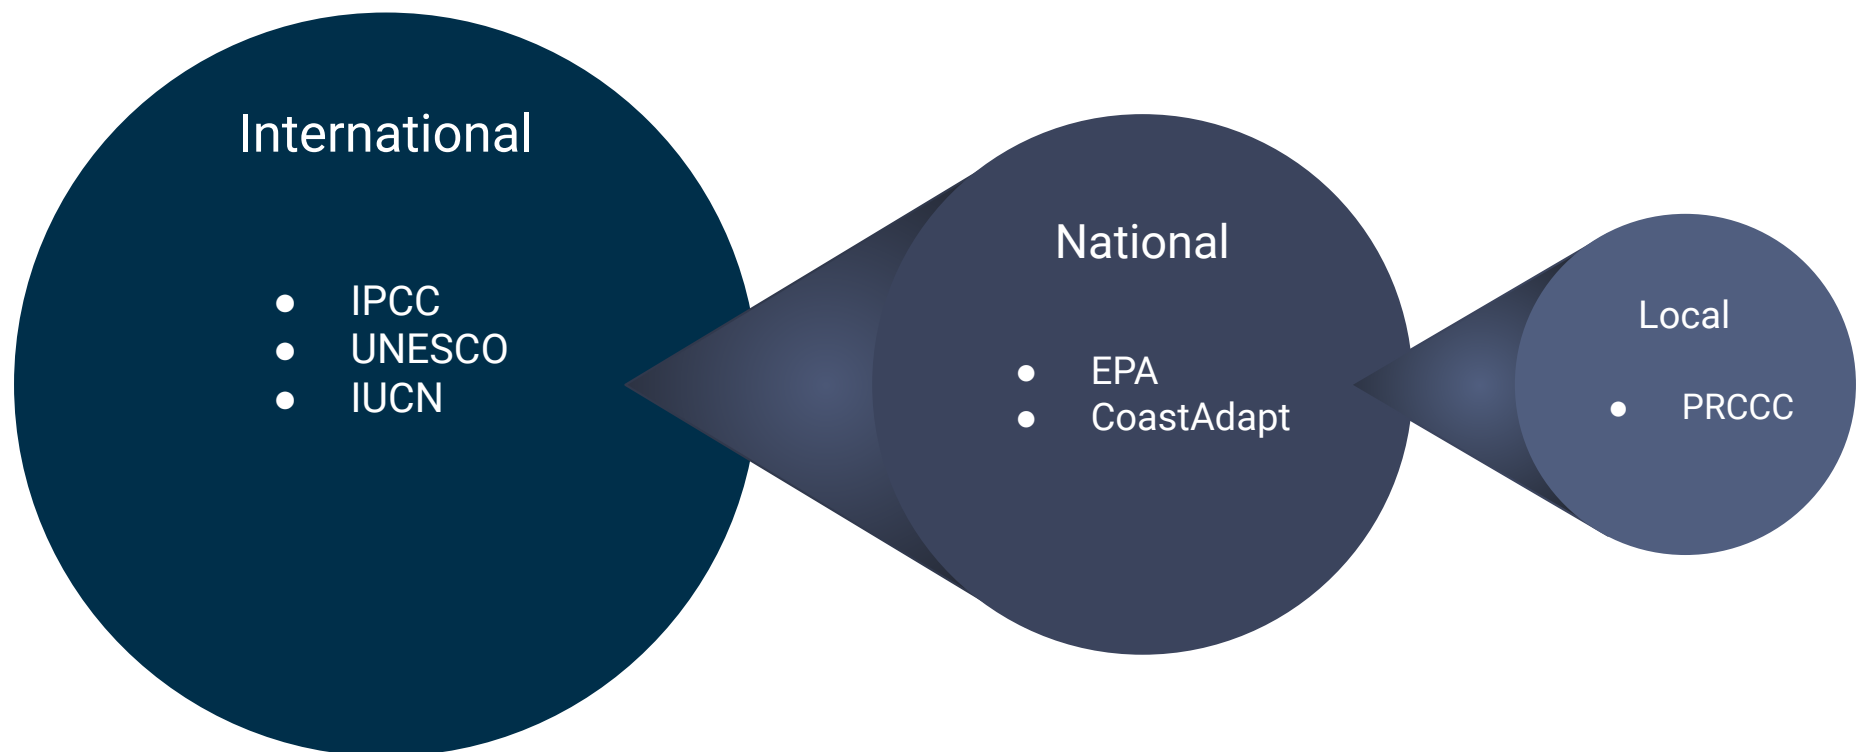 International
● IPCC
● UNESCO
● IUCN
National
● EPA
● CoastAdapt
Local
● PRCCC